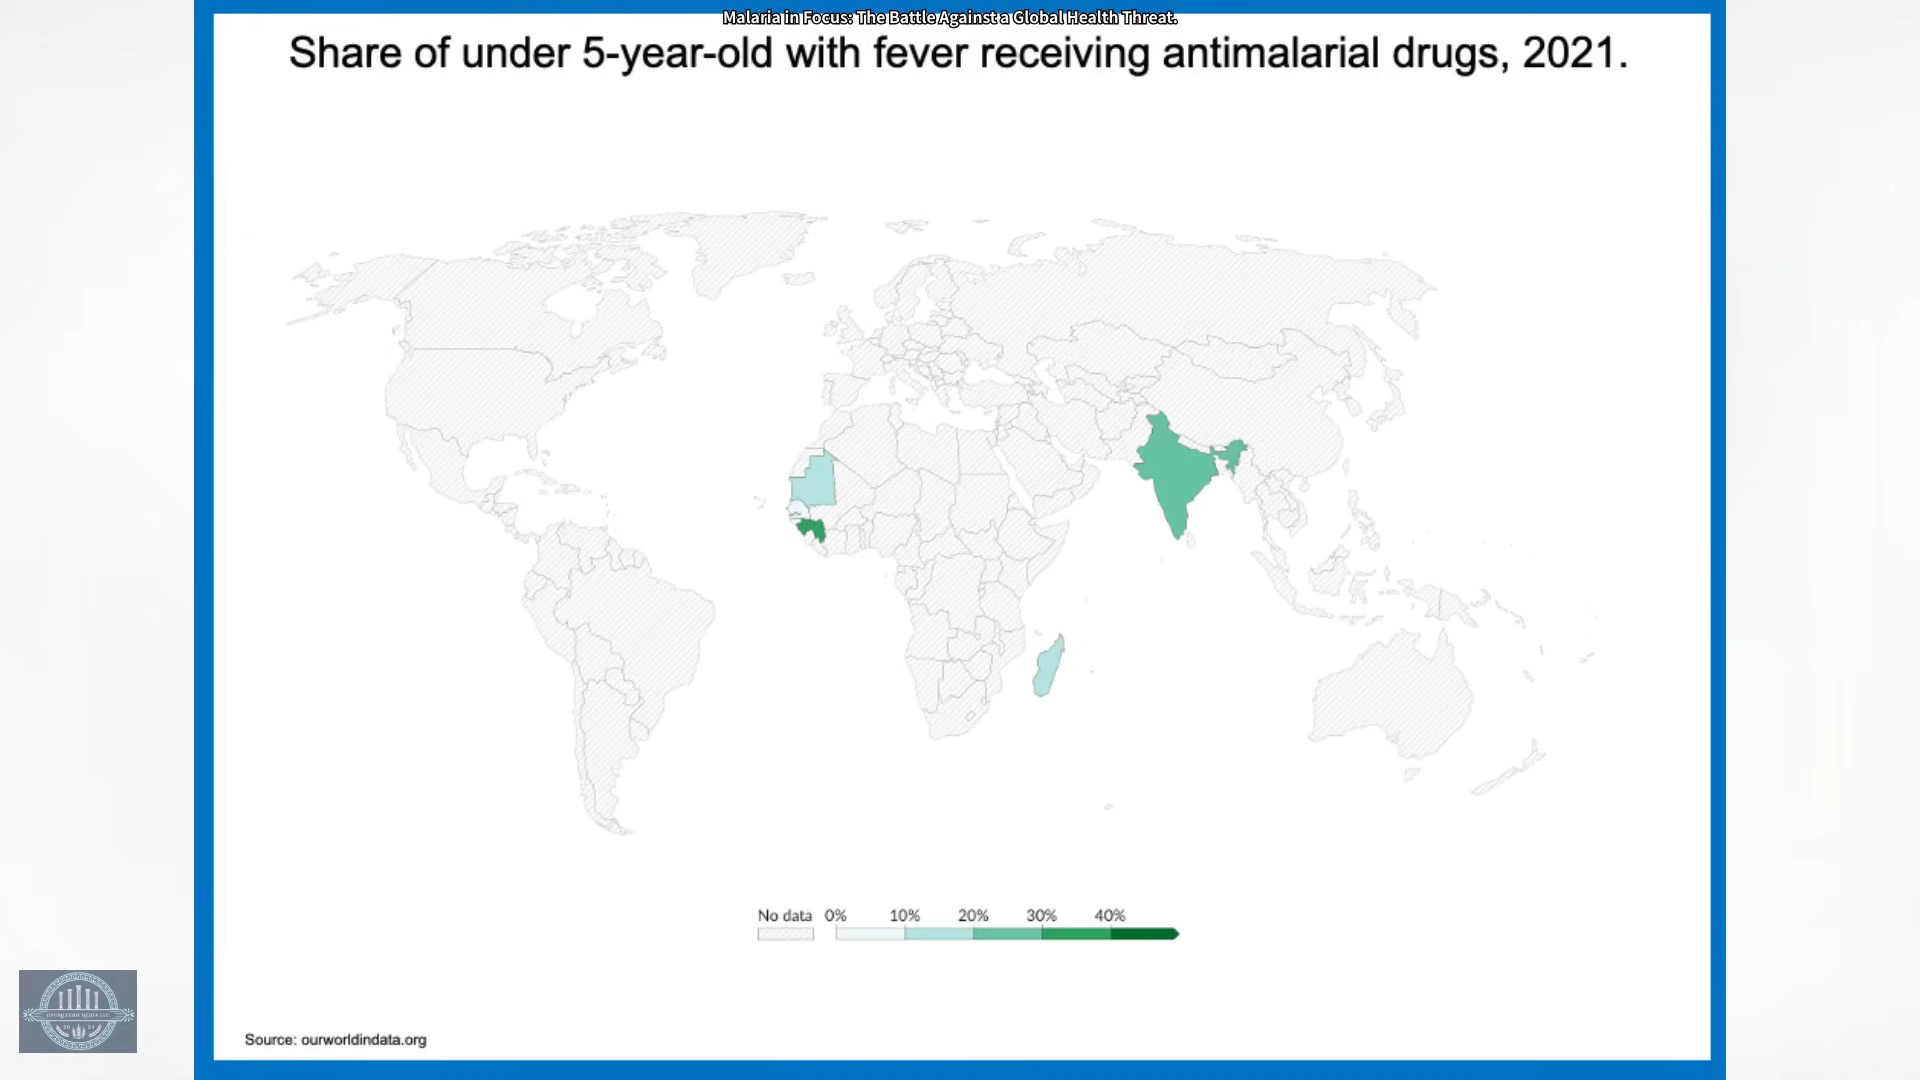 Malaria in Focus: The Battle Against a Global Health Threat.
Share of under 5-year-old with fever receiving antimalarial drugs, 2021.
No data 0% 10% 20% 30% 40%
Source: ourworldindata.org